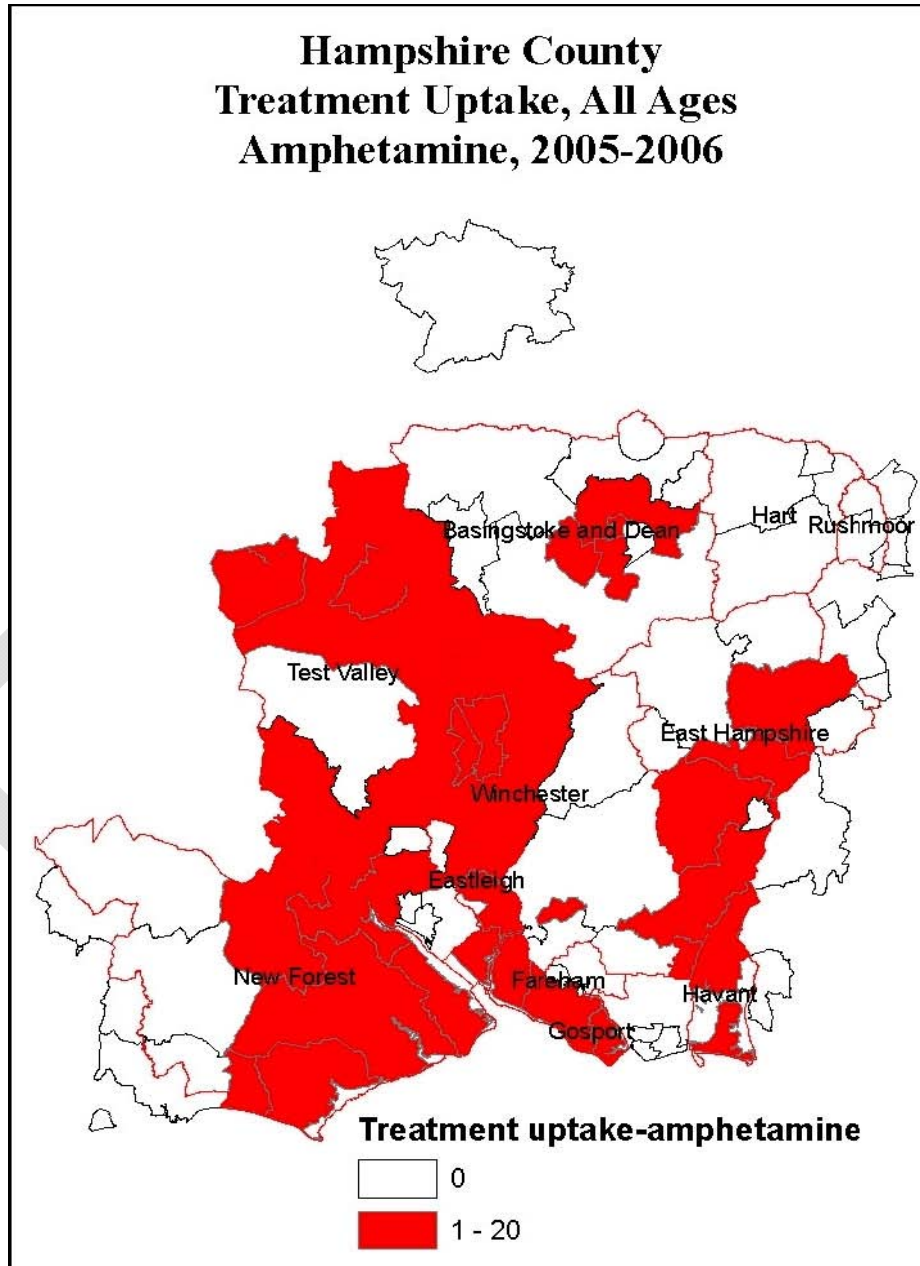 Hampshire County
Treatment Uptake, All Ages
Amphetamine, 2005-2006
Basingstoke and Dean
Hart
Rushmoor
Test Valley
East Hampshire
Winchester
Eastleigh
New Forest
Fareham
Havant
Gosport
Treatment uptake-amphetamine
0
1 - 20